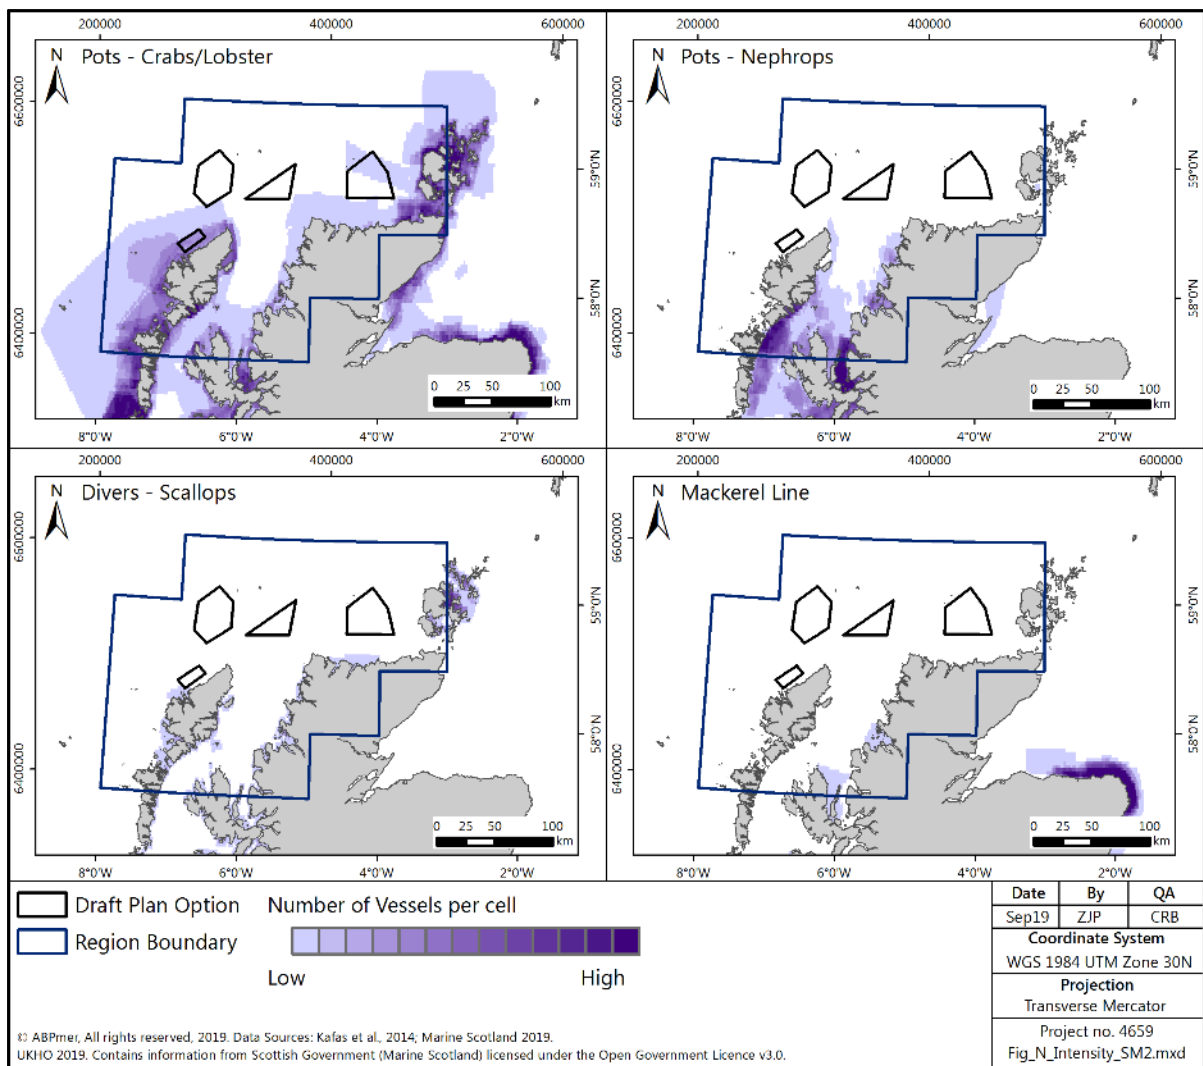 200000 400000 600000
200000 400000 600000
N
Pots - Crabs/Lobster
N
Pots - Nephrops
6600000
6400000
59°0'N
58°0'N
6600000
6400000
59°0'N
58°0'N
0 25 50 100
km
0 25 50 100
km
8°0'W 6°0'W 4°0'W 2°0'W
8°0'W 6°0'W 4°0'W 2°0'W
200000 400000 600000
200000 400000 600000
N
Divers - Scallops
N
Mackerel Line
6600000
6400000
59°0'N
58°0'N
6600000
6400000
59°0'N
58°0'N
0 25 50 100
km
0 25 50 100
km
8°0'W 6°0'W 4°0'W 2°0'W
8°0'W 6°0'W 4°0'W 2°0'W
Draft Plan Option
Region Boundary
Number of Vessels per cell
Low High
Date By QA
Sep19 ZJP CRB
Coordinate System
WGS 1984 UTM Zone 30N
Projection
Transverse Mercator
Project no. 4659
Fig_N_Intensity_SM2.mxd
© ABPmer, All rights reserved, 2019. Data Sources: Kafas et al., 2014; Marine Scotland 2019.
UKHO 2019. Contains information from Scottish Government (Marine Scotland) licensed under the Open Government Licence v3.0.